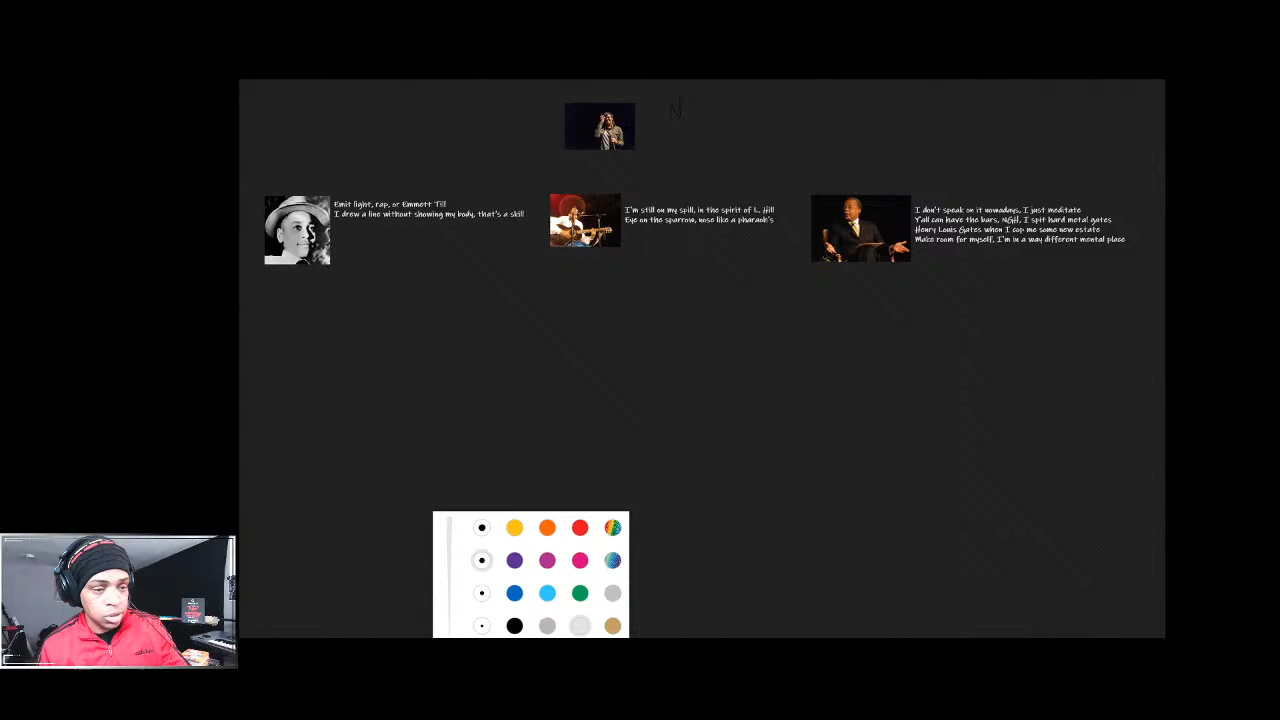 N
Emit light, rap, or Emmett Till
I drew a line without showing my body, that's a skill
I'm still on my spill, in the spirit of L. Hill
Eye on the sparrow, nose like a pharaoh's
I don't speak on it nowadays, I just meditate
Y'all can have the bars, NGH, I spit hard metal gates
Henry Louis Gates when I cop me some new estate
Make room for myself, I'm in a way different mental place
adidas